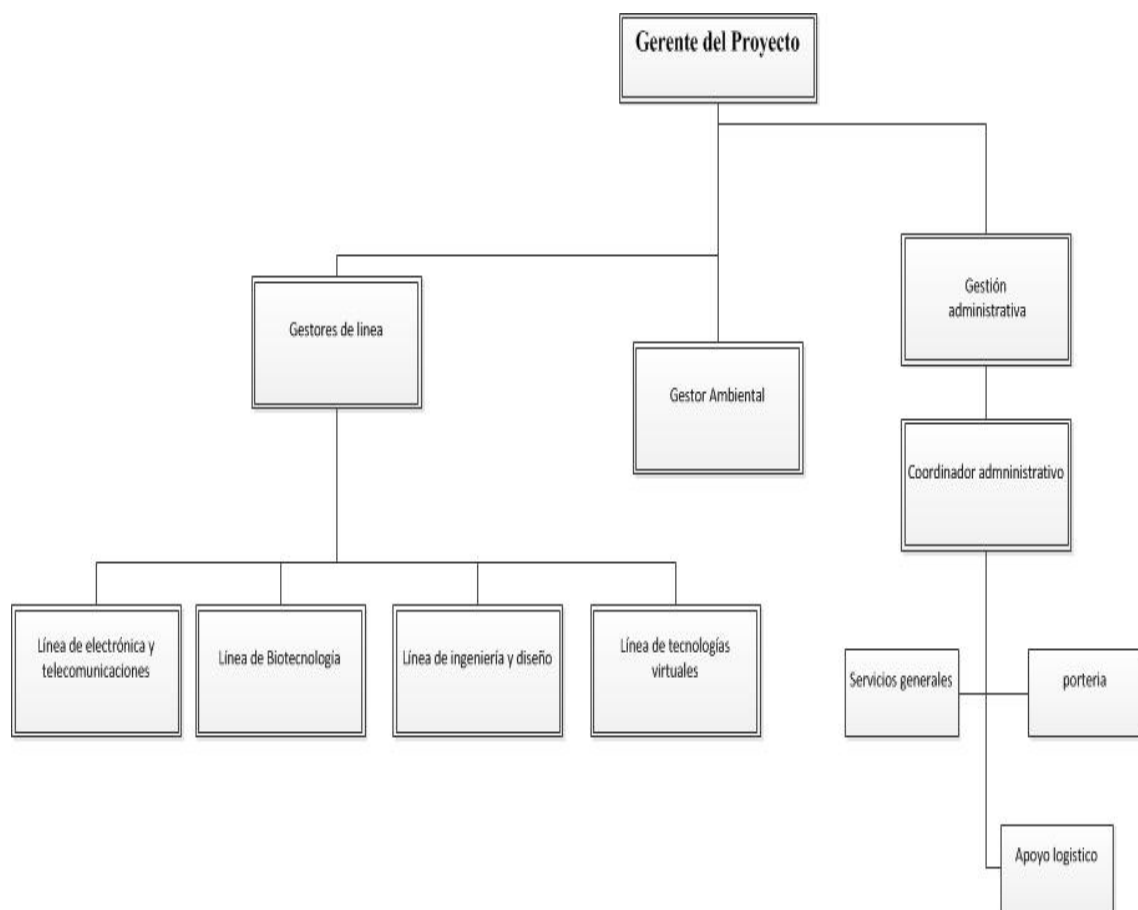 Gerente del Proyecto
Gestión
administrativa
Gestores de linea
Gestor Ambiental
Coordinador admninistrativo
Línea de electrónica y
telecomunicaciones
Línea de Biotecnologia
Línea de ingeniería y diseño
Línea de tecnologías
virtuales
Servicios generales
porteria
Apoyo logistico